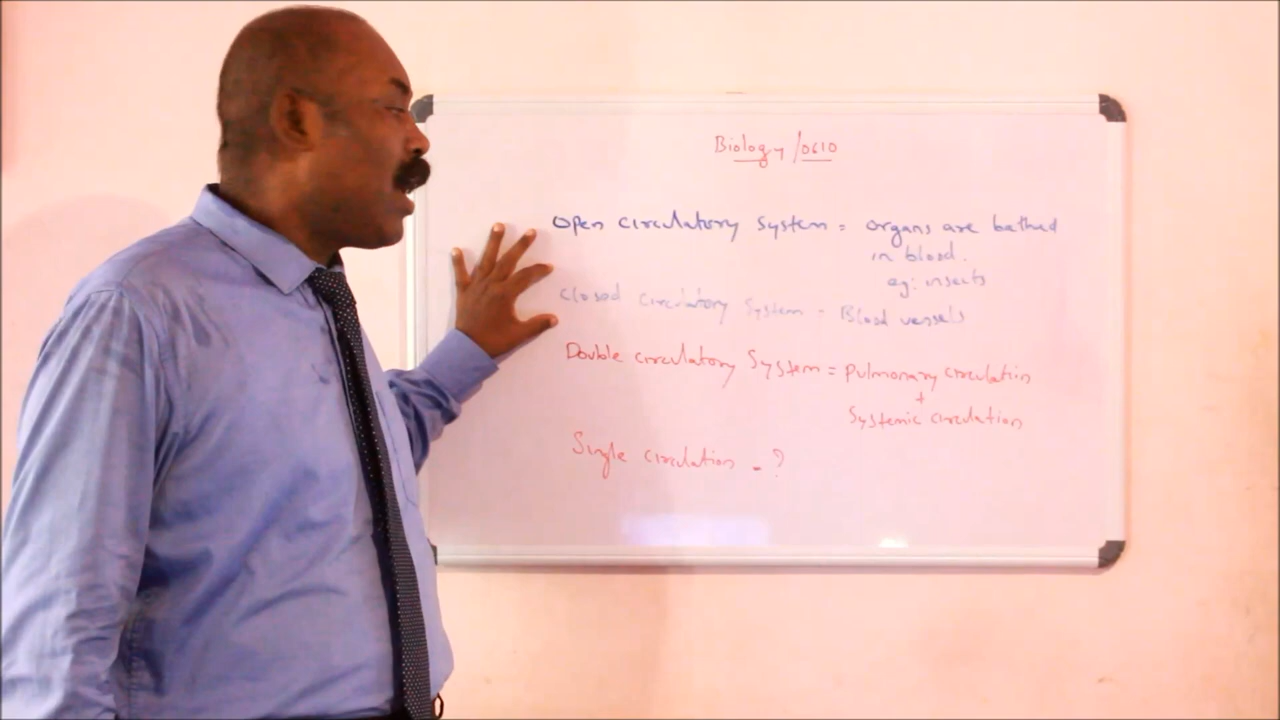 Biology /0610
Open circulatory system = organs are bathed
in blood.
eg: insects
closed circulatory system - Blood vessels
Double circulatory System = pulmonary circulation
+
Systemic circulation
Single circulation - ?